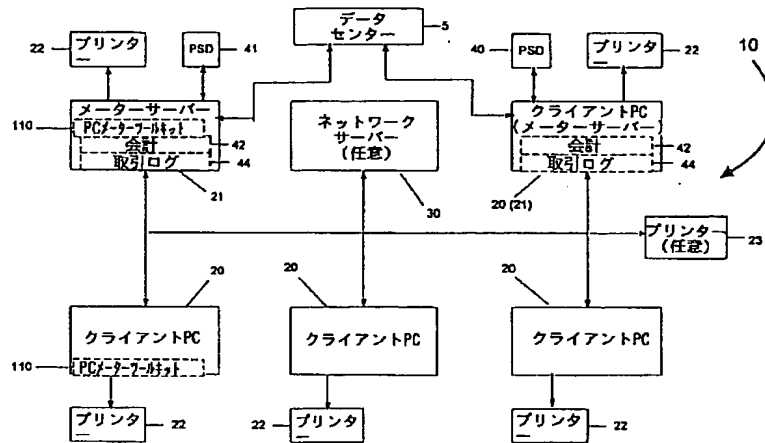 データ
センター
5
22
プリンタ
PSD
41
40
PSD
プリンタ
22
10
メーターサーバー
PCメーターツールキット
会計
取引ログ
110
42
44
21
ネットワーク
サーバー
(任意)
30
クライアントPC
(メーターサーバー)
会計
取引ログ
42
44
20 (21)
プリンター
(任意)
23
20
クライアントPC
PCメーターツールキット
110
プリンタ
22
20
クライアントPC
22
プリンタ
20
クライアントPC
プリンタ
22